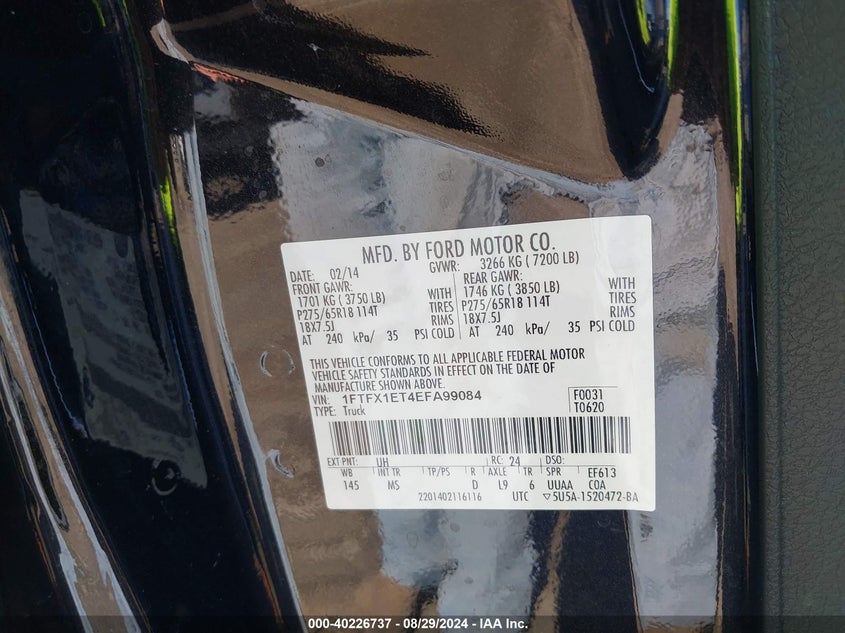 MFD. BY FORD MOTOR CO.
DATE: 02/14 GVWR: 3266 KG ( 7200 LB)
FRONT GAWR: REAR GAWR:
1701 KG ( 3750 LB) WITH 1746 KG ( 3850 LB) WITH
P275/65R18 114T TIRES P275/65R18 114T TIRES
18X7.5J RIMS 18X7.5J RIMS
AT 240 kPa/ 35 PSI COLD AT 240 kPa/ 35 PSI COLD
THIS VEHICLE CONFORMS TO ALL APPLICABLE FEDERAL MOTOR
VEHICLE SAFETY STANDARDS IN EFFECT ON THE DATE OF
MANUFACTURE SHOWN ABOVE.
VIN: 1FTFX1ET4EFA99084 F0031
TYPE: Truck T0620
EXT PNT: UH RC: 24 DSO:
WB INT TR TP/PS R AXLE TR SPR EF613
145 MS D L9 6 UUAA COA
2201402116116 UTC ▽5U5A-1520472-BA
000-40226737 - 08/29/2024 - IAA Inc.